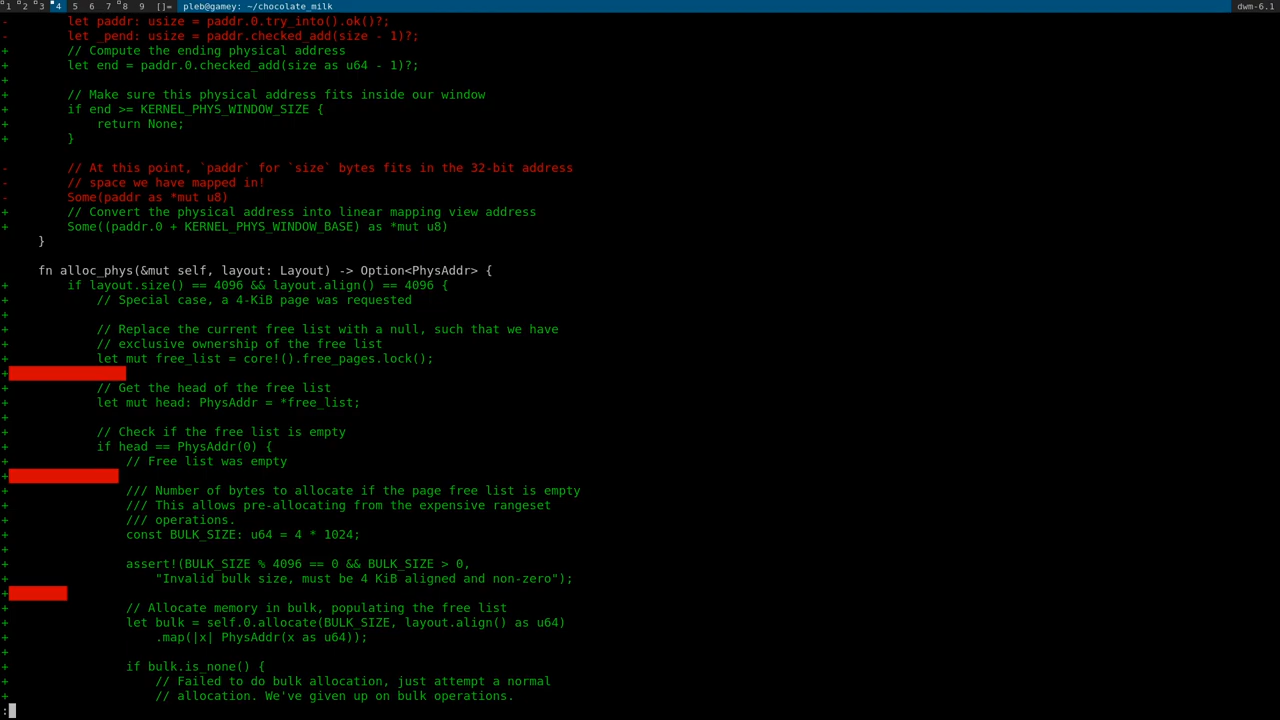 1 2 3 4 5 6 7 8 9 []= pleb@gamey: ~/chocolate_milk dwm-6.1
-        let paddr: usize = paddr.0.try_into().ok()?;
-        let _pend: usize = paddr.checked_add(size - 1)?;
+        // Compute the ending physical address
+        let end = paddr.0.checked_add(size as u64 - 1)?;
+
+        // Make sure this physical address fits inside our window
+        if end >= KERNEL_PHYS_WINDOW_SIZE {
+            return None;
+        }
-        // At this point, `paddr` for `size` bytes fits in the 32-bit address
-        // space we have mapped in!
-        Some(paddr as *mut u8)
+        // Convert the physical address into linear mapping view address
+        Some((paddr.0 + KERNEL_PHYS_WINDOW_BASE) as *mut u8)
     }
     fn alloc_phys(&mut self, layout: Layout) -> Option<PhysAddr> {
+        if layout.size() == 4096 && layout.align() == 4096 {
+            // Special case, a 4-KiB page was requested
+
+            // Replace the current free list with a null, such that we have
+            // exclusive ownership of the free list
+            let mut free_list = core!().free_pages.lock();
+
+            // Get the head of the free list
+            let mut head: PhysAddr = *free_list;
+
+            // Check if the free list is empty
+            if head == PhysAddr(0) {
+                // Free list was empty
+
+                /// Number of bytes to allocate if the page free list is empty
+                /// This allows pre-allocating from the expensive rangeset
+                /// operations.
+                const BULK_SIZE: u64 = 4 * 1024;
+
+                assert!(BULK_SIZE % 4096 == 0 && BULK_SIZE > 0,
+                    "Invalid bulk size, must be 4 KiB aligned and non-zero");
+
+                // Allocate memory in bulk, populating the free list
+                let bulk = self.0.allocate(BULK_SIZE, layout.align() as u64)
+                    .map(|x| PhysAddr(x as u64));
+
+                if bulk.is_none() {
+                    // Failed to do bulk allocation, just attempt a normal
+                    // allocation. We've given up on bulk operations.
: